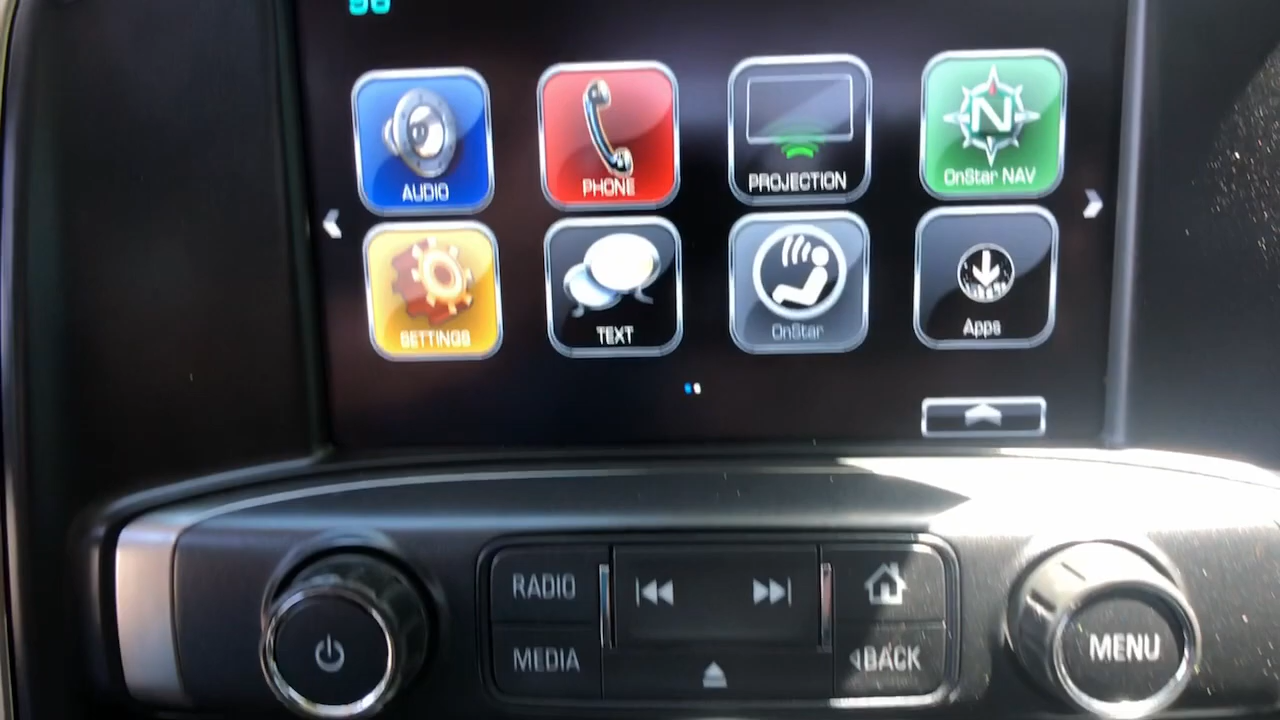 AUDIO
PHONE
PROJECTION
N
OnStar NAV
SETTINGS
TEXT
OnStar
Apps
RADIO
MEDIA
BACK
MENU